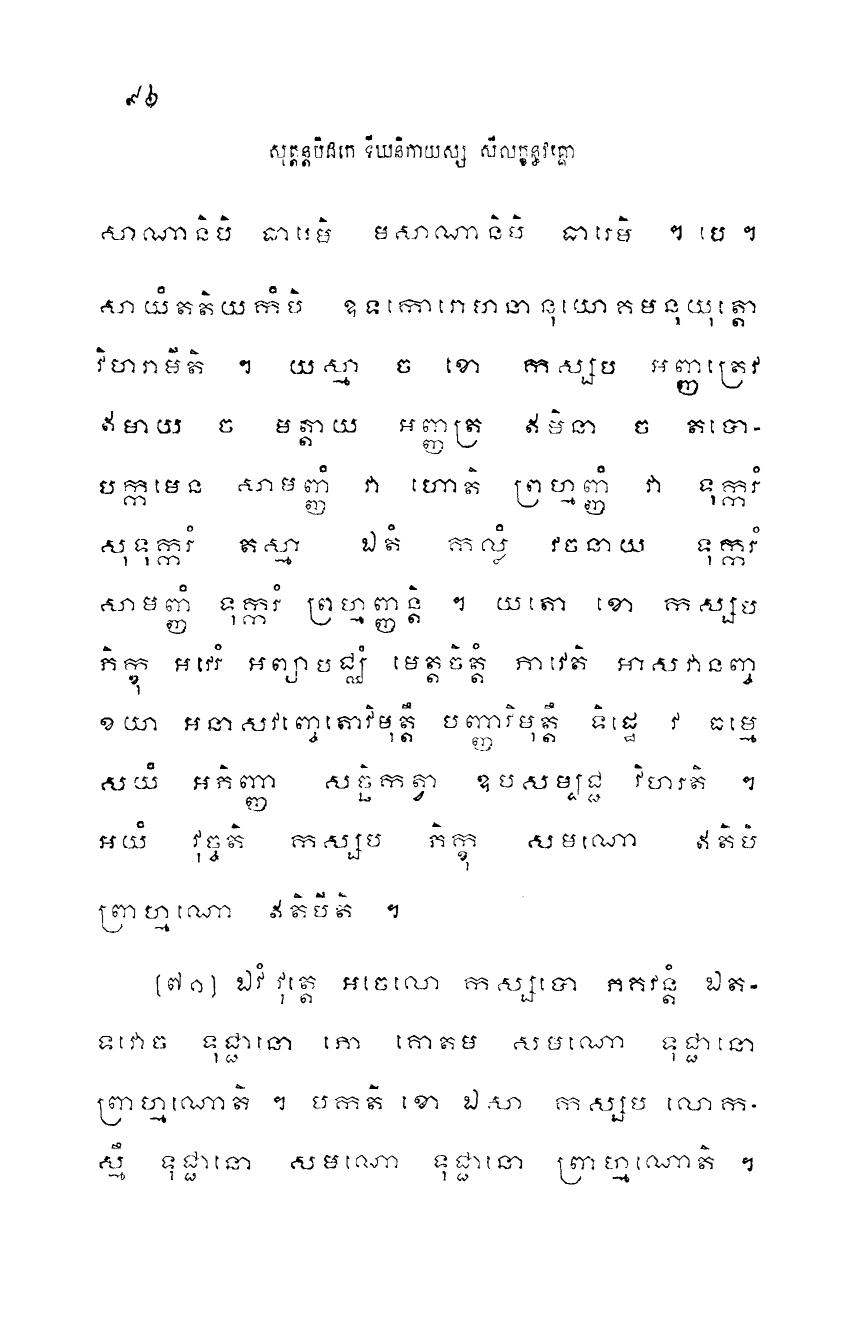 ៩៦
សុត្តន្តបិដកេ ទីឃនិកាយស្ស សីលក្ខន្ធវគ្គោ
សាណានិបិ ធារេមិ មសាណានិបិ ធារេមិ ។ បេ ។
សាយំតតិយកាំបិ ឧទកោរោហានានុយោគមនុយុត្តោ
វិហរាមីតិ ។ យស្មា ច ខោ កស្សប អញ្ញត្រេវ
ឥមាយ ច មត្តាយ អញ្ញត្រ ឥមិនា ច តបោ-
បក្កមេន សាមញ្ញំ វា ហោតិ ព្រហ្មញ្ញំ វា ទុក្ករំ
សុទុក្ករំ តស្មា ឯតំ កល្លំ វចនាយ ទុក្ករំ
សាមញ្ញំ ទុក្ករំ ព្រហ្មញ្ញន្តិ ។ យតោ ខោ កស្សប
ភិក្ខុ អវេរំ អព្យាបជ្ឈំ មេត្តចិត្តំ ភាវេតិ អាសវានញ្ច
ខយា អនាសវញ្ចេតោវិមុត្តឹ បញ្ញាវិមុត្តឹ ទិដ្ឋេ វ ធម្មេ
សយំ អភិញ្ញា សច្ឆិកត្វា ឧបសម្បជ្ជ វិហរតិ ។
អយំ វុច្ចតិ កស្សប ភិក្ខុ សមណោ ឥតិបិ
ព្រាហ្មណោ ឥតិបីតិ ។
[៧០] ឯវំ វុត្តេ អចេលោ កស្សបោ ភគវន្តំ ឯត-
ទវោច ទុជ្ជានោ ភោ គោតម សមណោ ទុជ្ជានោ
ព្រាហ្មណោតិ ។ បកតិ ខោ ឯសា កស្សប លោក-
ស្មឹ ទុជ្ជានោ សមណោ ទុជ្ជានោ ព្រាហ្មណោតិ ។